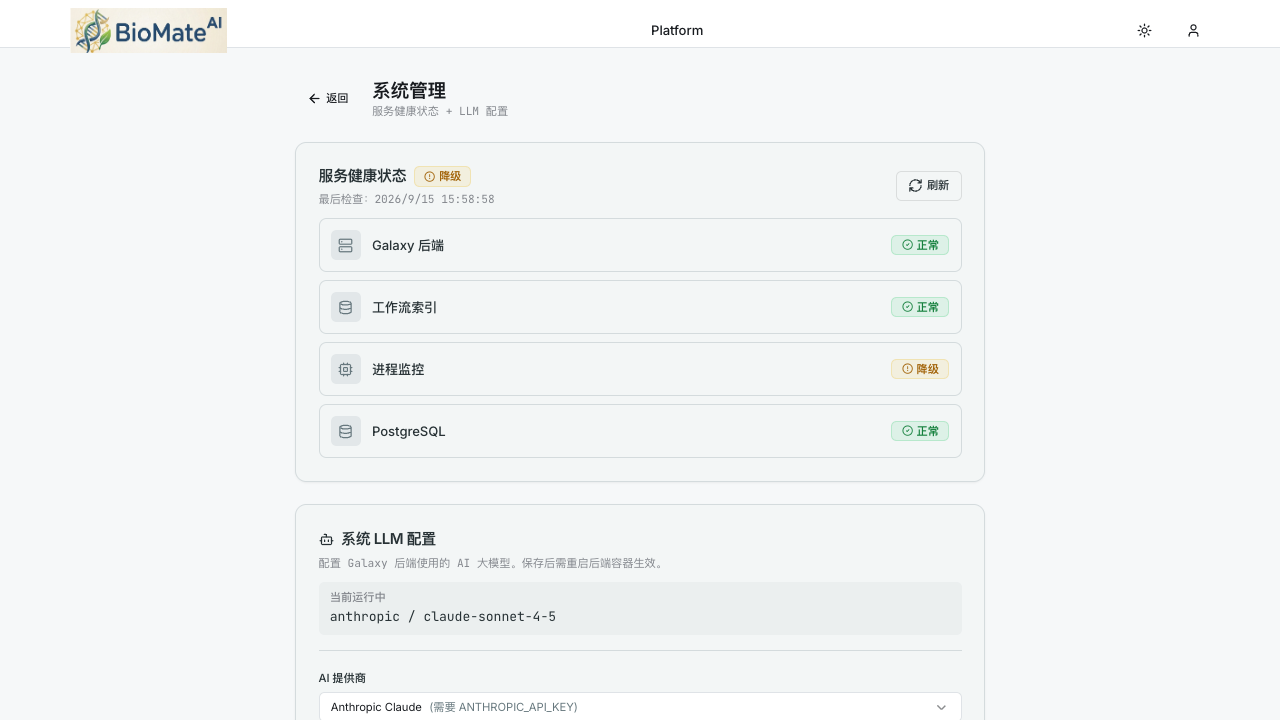 BioMate AI
Platform
返回
系统管理
服务健康状态 + LLM 配置
服务健康状态
降级
最后检查: 2026/9/15 15:58:58
刷新
Galaxy 后端
正常
工作流索引
正常
进程监控
降级
PostgreSQL
正常
系统 LLM 配置
配置 Galaxy 后端使用的 AI 大模型。保存后需重启后端容器生效。
当前运行中
anthropic / claude-sonnet-4-5
AI 提供商
Anthropic Claude (需要 ANTHROPIC_API_KEY)